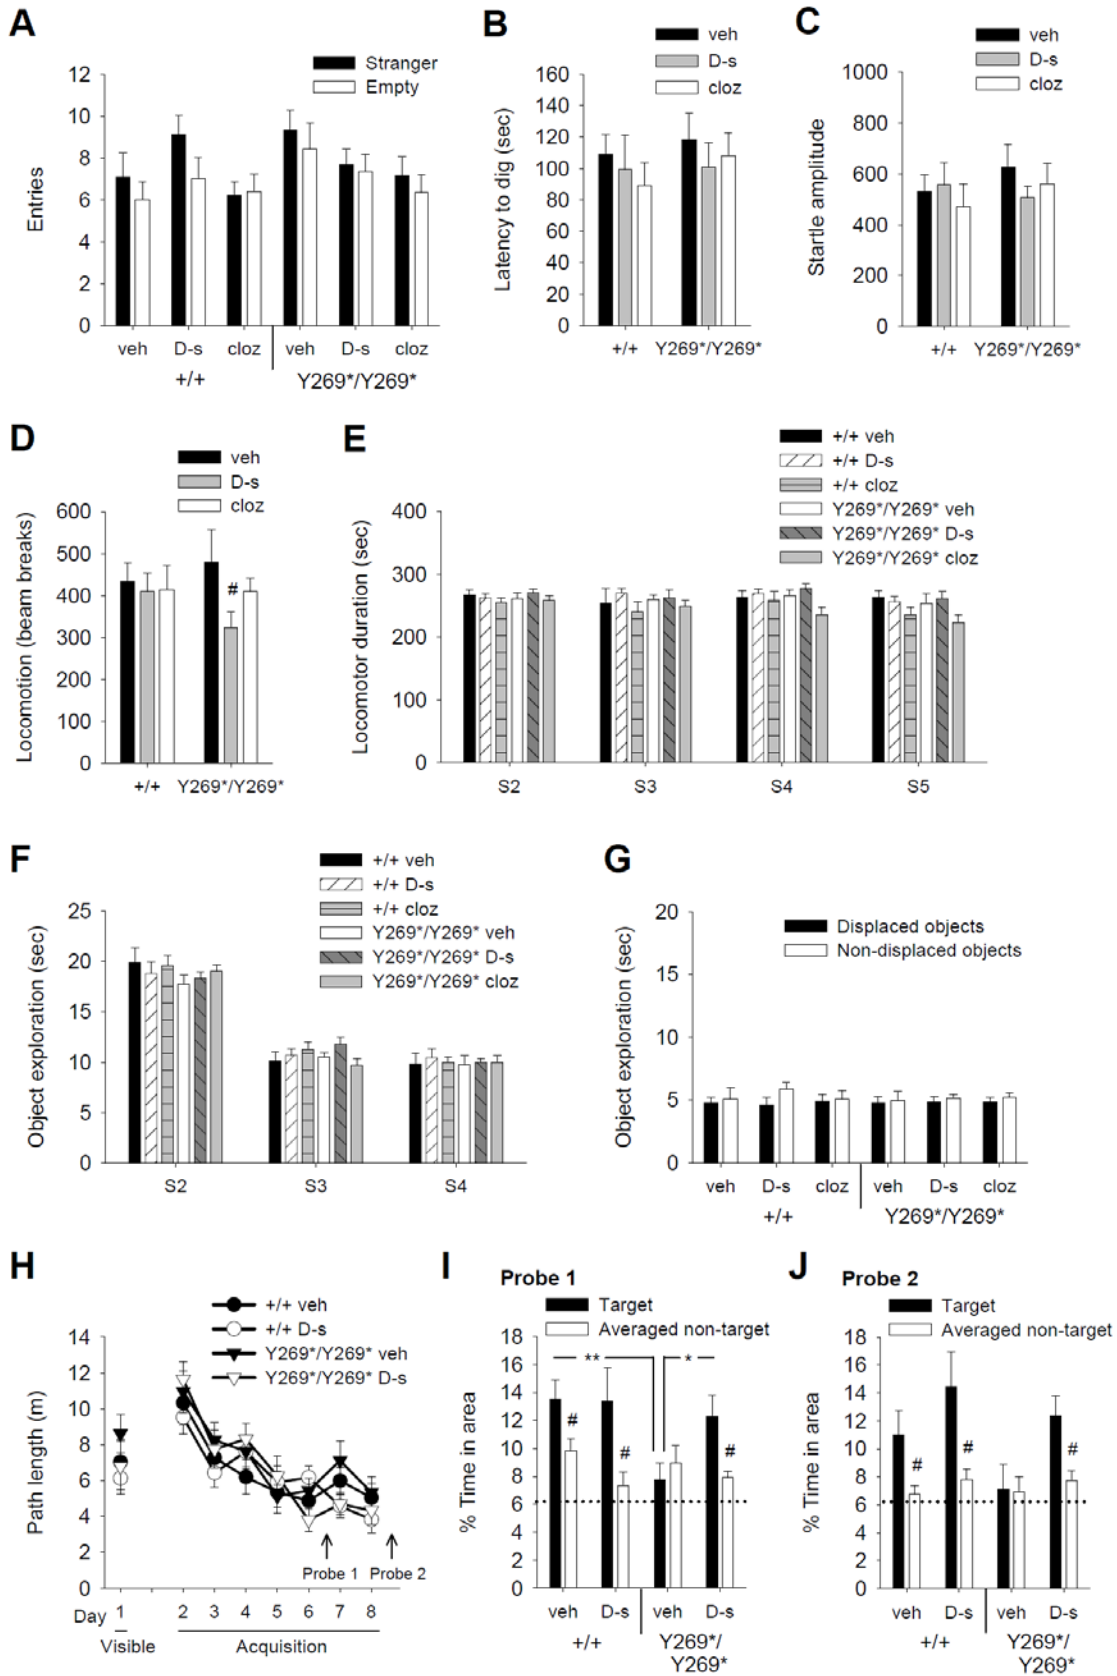 A
Stranger
Empty
12
10
8
6
4
2
0
Entries
veh D-s cloz veh D-s cloz
+/+ Y269*/Y269*
B
veh
D-s
cloz
160
140
120
100
80
60
40
20
0
Latency to dig (sec)
+/+ Y269*/Y269*
C
veh
D-s
cloz
1000
800
600
400
200
0
Startle amplitude
+/+ Y269*/Y269*
D
veh
D-s
cloz
600
500
400
300
200
100
0
Locomotion (beam breaks)
#
+/+ Y269*/Y269*
E
+/+ veh
+/+ D-s
+/+ cloz
Y269*/Y269* veh
Y269*/Y269* D-s
Y269*/Y269* cloz
400
300
200
100
0
Locomotor duration (sec)
S2 S3 S4 S5
F
+/+ veh
+/+ D-s
+/+ cloz
Y269*/Y269* veh
Y269*/Y269* D-s
Y269*/Y269* cloz
25
20
15
10
5
0
Object exploration (sec)
S2 S3 S4
G
Displaced objects
Non-displaced objects
20
15
10
5
0
Object exploration (sec)
veh D-s cloz veh D-s cloz
+/+ Y269*/Y269*
H
+/+ veh
+/+ D-s
Y269*/Y269* veh
Y269*/Y269* D-s
14
12
10
8
6
4
2
0
Path length (m)
Probe 1 Probe 2
Day 1 2 3 4 5 6 7 8
Visible Acquisition
I
Probe 1
Target
Averaged non-target
18
16
14
12
10
8
6
4
2
0
% Time in area
** *
# # #
veh D-s veh D-s
+/+ Y269*/
Y269*
J
Probe 2
Target
Averaged non-target
18
16
14
12
10
8
6
4
2
0
% Time in area
# # #
veh D-s veh D-s
+/+ Y269*/
Y269*